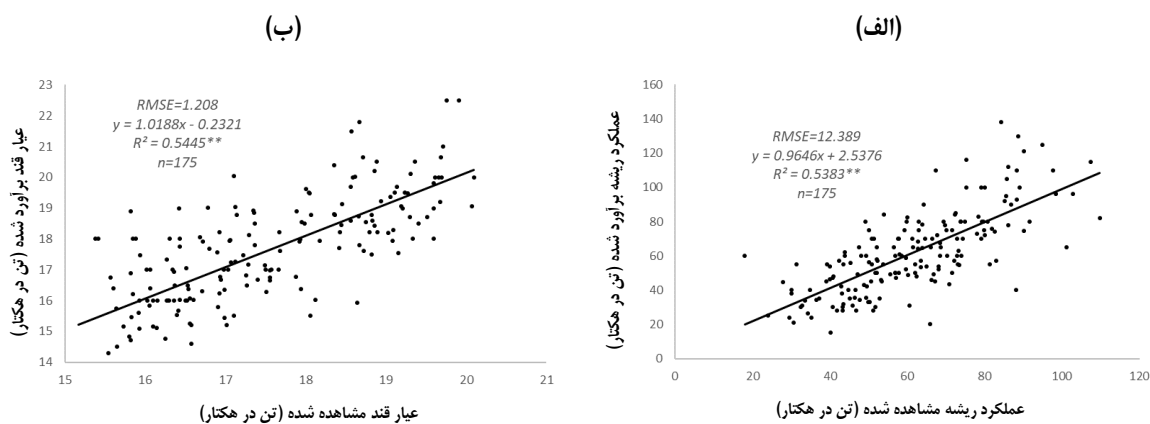 (الف)
عملکرد ریشه برآورد شده (تن در هکتار)
160
140
120
100
80
60
40
20
0
RMSE=12.389
y = 0.9646x + 2.5376
R² = 0.5383**
n=175
0 20 40 60 80 100 120
عملکرد ریشه مشاهده شده (تن در هکتار)
(ب)
عیار قند برآورد شده (تن در هکتار)
23
22
21
20
19
18
17
16
15
14
RMSE=1.208
y = 1.0188x - 0.2321
R² = 0.5445**
n=175
15 16 17 18 19 20 21
عیار قند مشاهده شده (تن در هکتار)